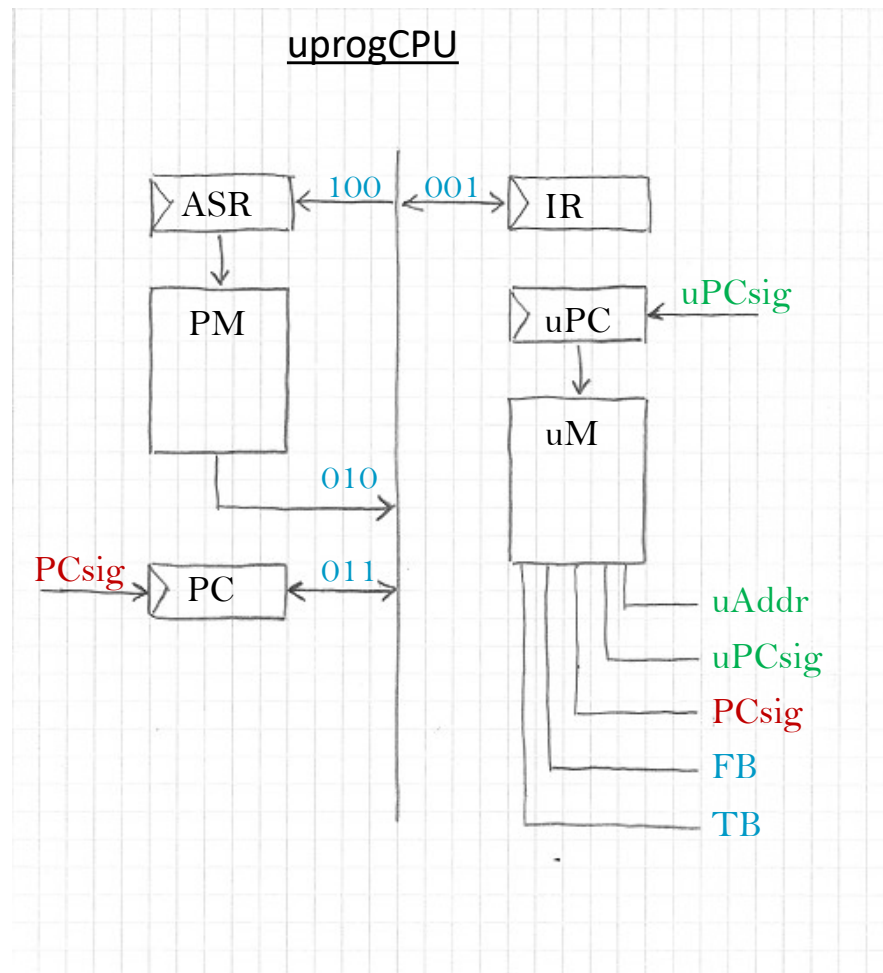 uprogCPU
ASR
100
001
IR
PM
uPC
uPCsig
uM
010
PCsig
PC
011
uAddr
uPCsig
PCsig
FB
TB